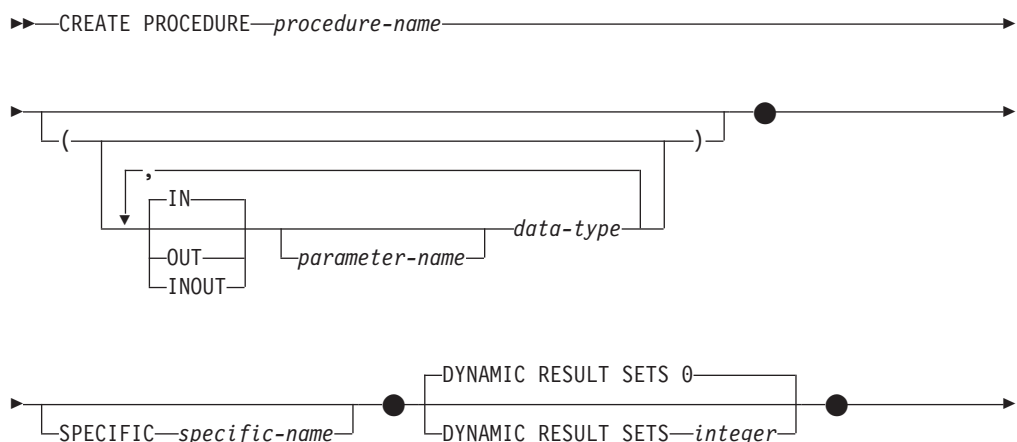 CREATE PROCEDURE procedure-name
( )
,
IN
data-type
OUT parameter-name
INOUT
DYNAMIC RESULT SETS 0
SPECIFIC specific-name DYNAMIC RESULT SETS integer